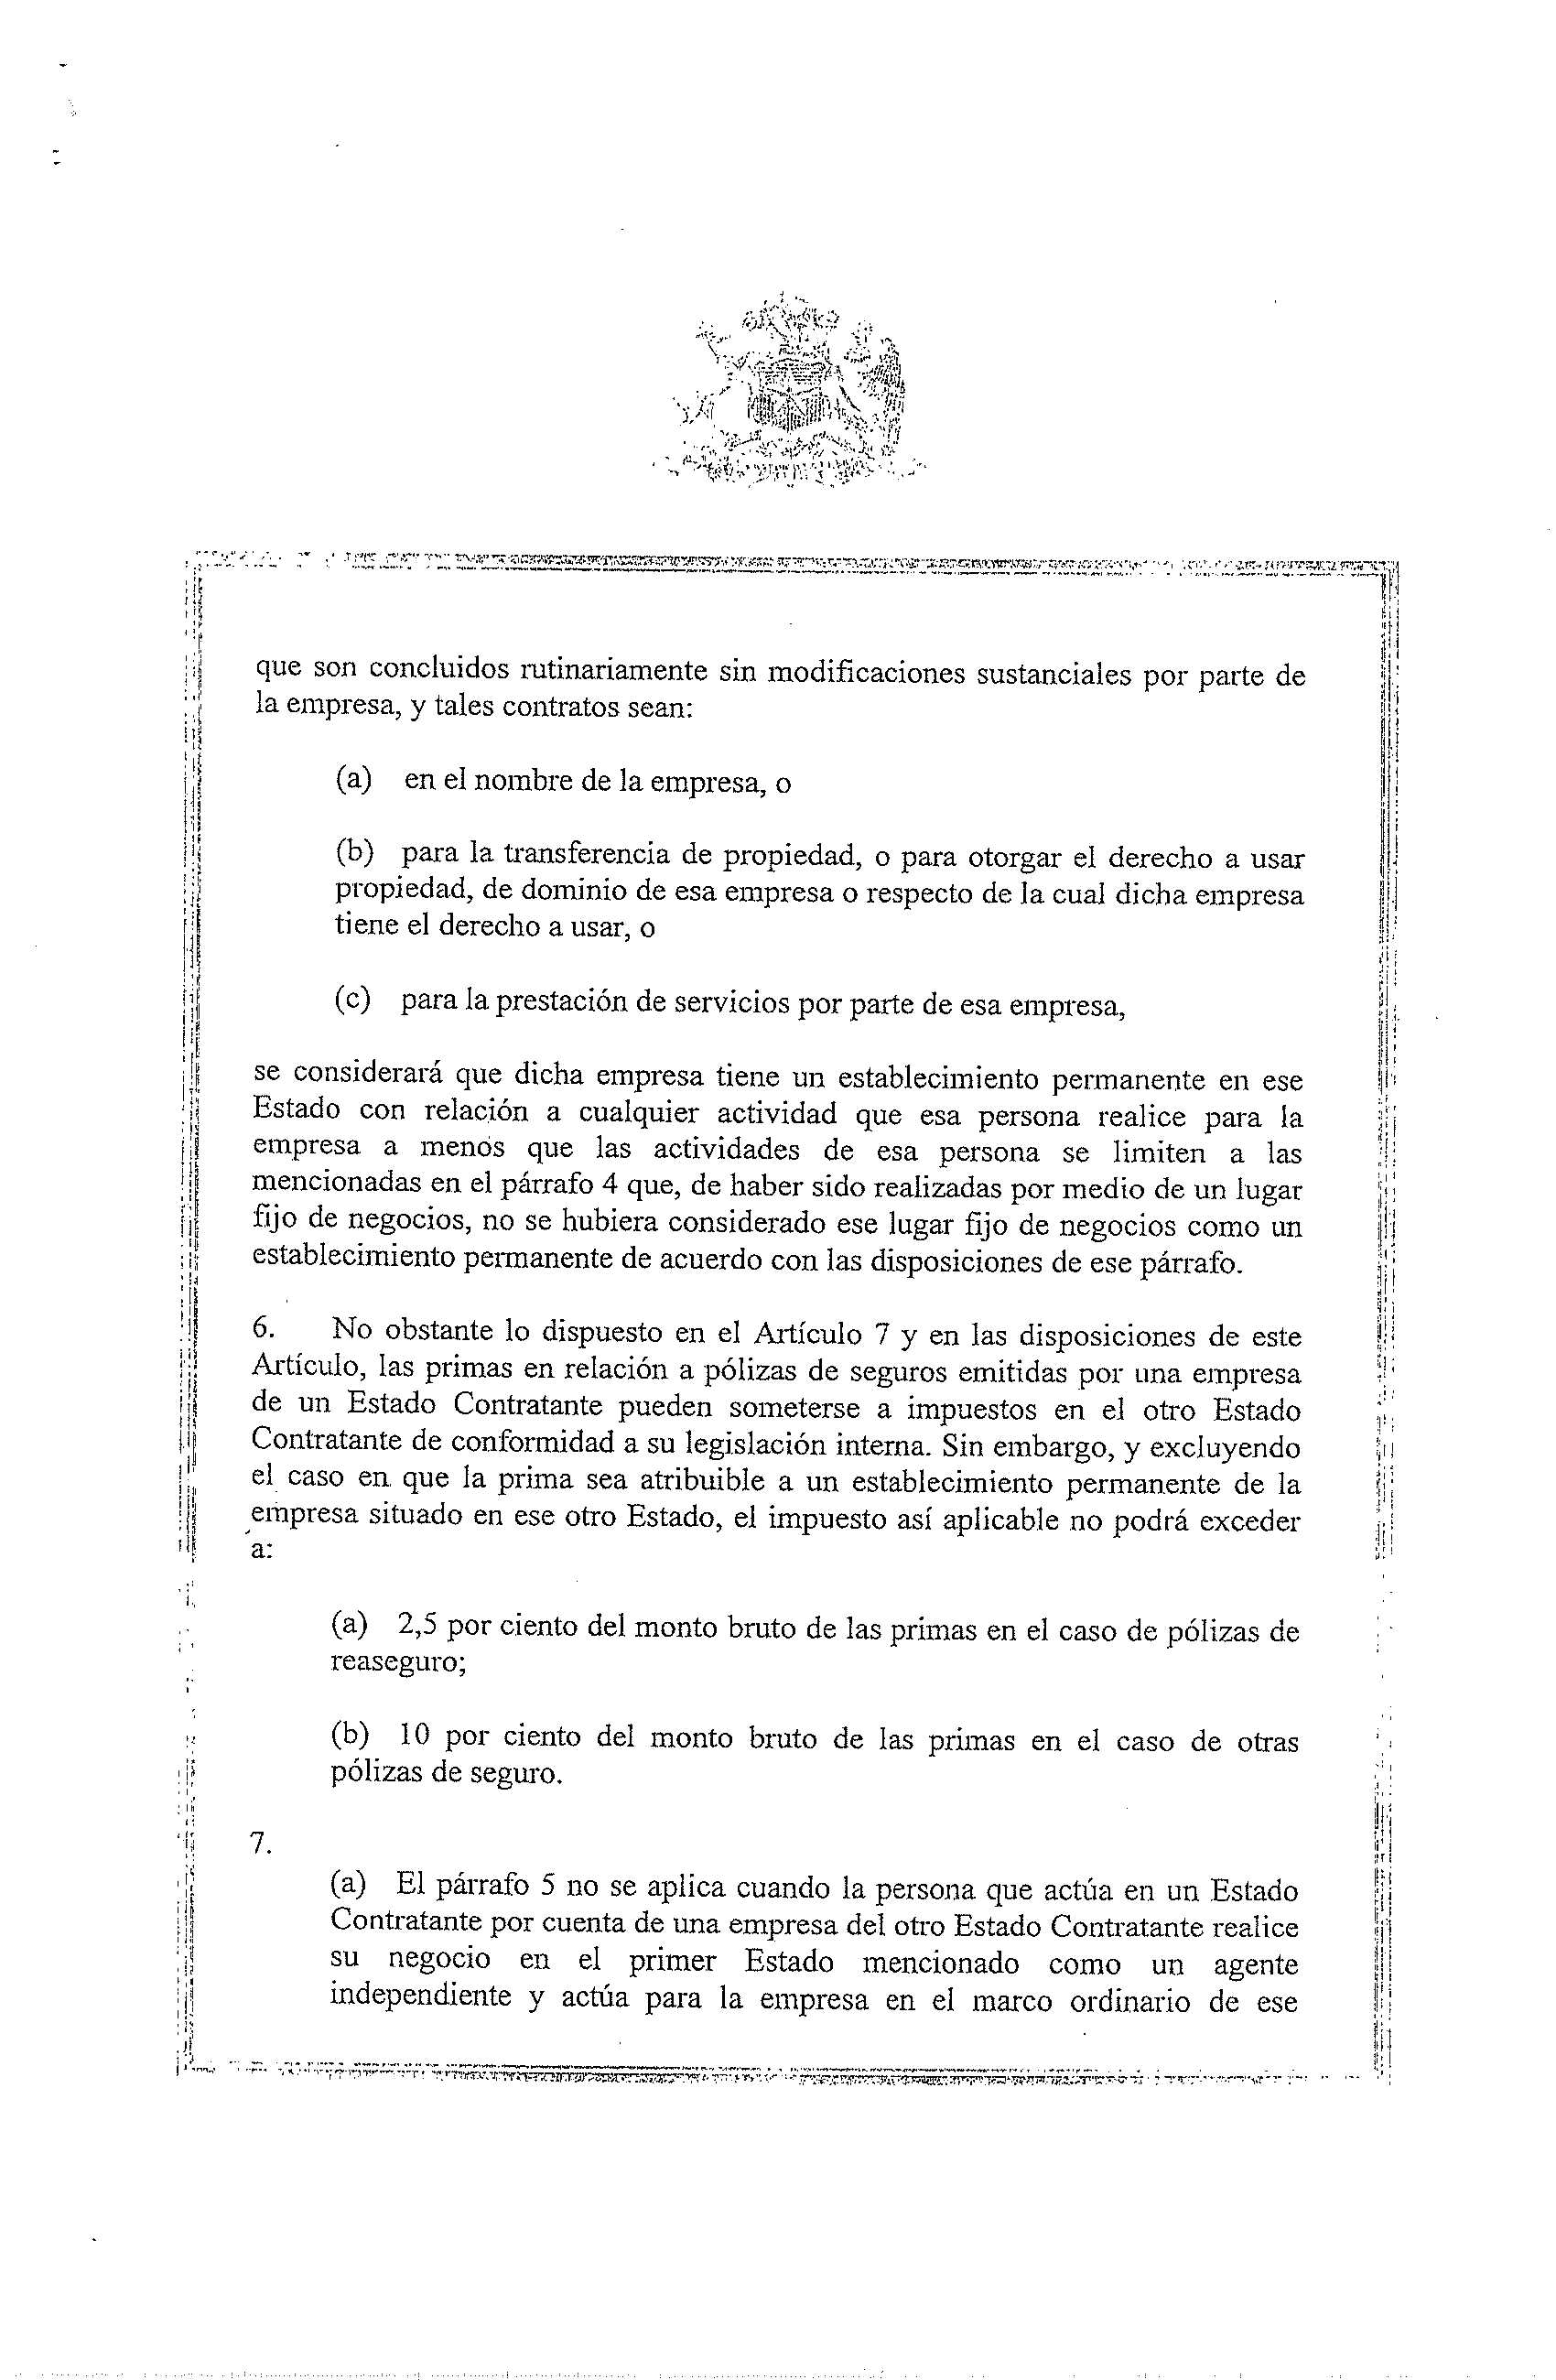 que son concluidos rutinariamente sin modificaciones sustanciales por parte de
la empresa, y tales contratos sean:
(a) en el nombre de la empresa, o
(b) para la transferencia de propiedad, o para otorgar el derecho a usar
propiedad, de dominio de esa empresa o respecto de la cual dicha empresa
tiene el derecho a usar, o
(c) para la prestación de servicios por parte de esa empresa,
se considerará que dicha empresa tiene un establecimiento permanente en ese
Estado con relación a cualquier actividad que esa persona realice para la
empresa a menos que las actividades de esa persona se limiten a las
mencionadas en el párrafo 4 que, de haber sido realizadas por medio de un lugar
fijo de negocios, no se hubiera considerado ese lugar fijo de negocios como un
establecimiento permanente de acuerdo con las disposiciones de ese párrafo.
6. No obstante lo dispuesto en el Artículo 7 y en las disposiciones de este
Artículo, las primas en relación a pólizas de seguros emitidas por una empresa
de un Estado Contratante pueden someterse a impuestos en el otro Estado
Contratante de conformidad a su legislación interna. Sin embargo, y excluyendo
el caso en que la prima sea atribuible a un establecimiento permanente de la
empresa situado en ese otro Estado, el impuesto así aplicable no podrá exceder
a:
(a) 2,5 por ciento del monto bruto de las primas en el caso de pólizas de
reaseguro;
(b) 10 por ciento del monto bruto de las primas en el caso de otras
pólizas de seguro.
7.
(a) El párrafo 5 no se aplica cuando la persona que actúa en un Estado
Contratante por cuenta de una empresa del otro Estado Contratante realice
su negocio en el primer Estado mencionado como un agente
independiente y actúa para la empresa en el marco ordinario de ese